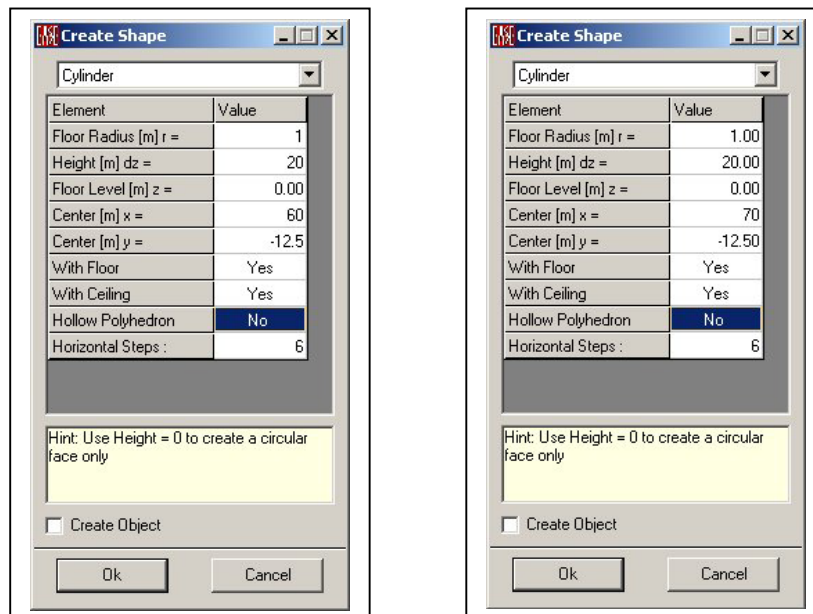 EASE Create Shape
Cylinder
Element Value
Floor Radius [m] r = 1
Height [m] dz = 20
Floor Level [m] z = 0.00
Center [m] x = 60
Center [m] y = -12.5
With Floor Yes
With Ceiling Yes
Hollow Polyhedron No
Horizontal Steps : 6
Hint: Use Height = 0 to create a circular
face only
Create Object
Ok Cancel
EASE Create Shape
Cylinder
Element Value
Floor Radius [m] r = 1.00
Height [m] dz = 20.00
Floor Level [m] z = 0.00
Center [m] x = 70
Center [m] y = -12.50
With Floor Yes
With Ceiling Yes
Hollow Polyhedron No
Horizontal Steps : 6
Hint: Use Height = 0 to create a circular
face only
Create Object
Ok Cancel